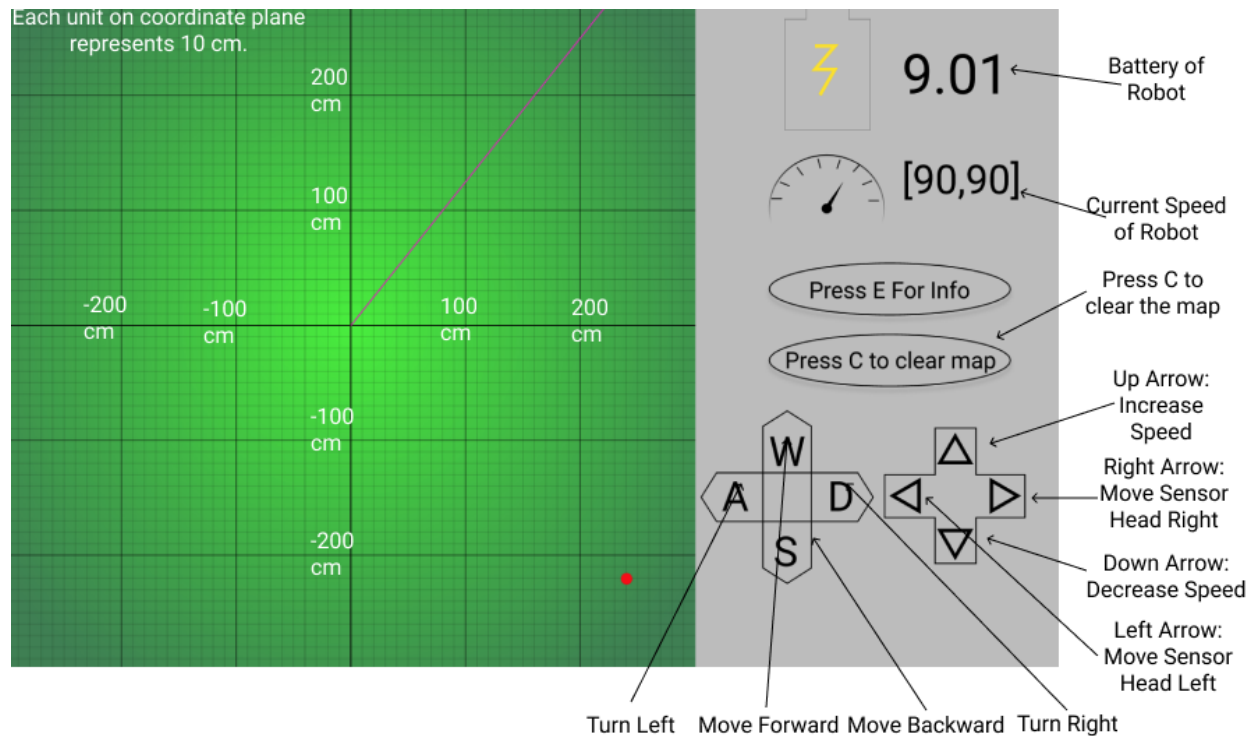 Each unit on coordinate plane
represents 10 cm.
200
cm
100
cm
-200
cm
-100
cm
100
cm
200
cm
-100
cm
-200
cm
9.01
[90,90]
Press E For Info
Press C to clear map
W
A
D
S
Battery of
Robot
Current Speed
of Robot
Press C to
clear the map
Up Arrow:
Increase
Speed
Right Arrow:
Move Sensor
Head Right
Down Arrow:
Decrease Speed
Left Arrow:
Move Sensor
Head Left
Turn Left
Move Forward
Move Backward
Turn Right